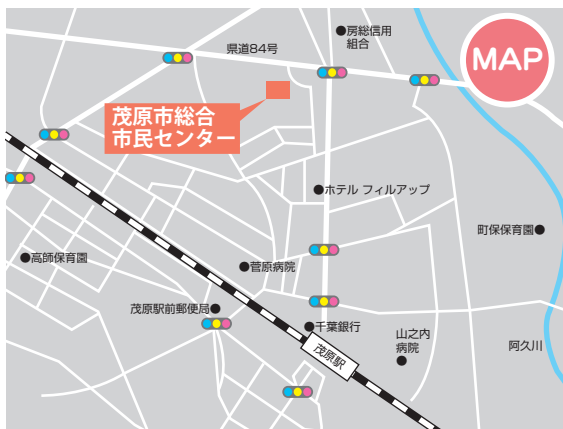 房総信用
組合
県道84号
MAP
茂原市総合
市民センター
ホテル フィルアップ
町保保育園
高師保育園
菅原病院
茂原駅前郵便局
千葉銀行
山之内
病院
阿久川
茂原駅